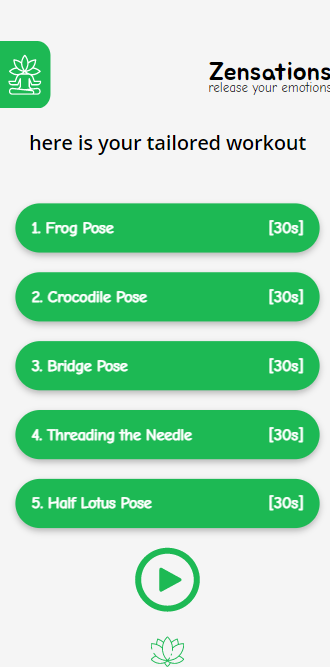 Zensations
release your emotions
here is your tailored workout
1. Frog Pose [30s]
2. Crocodile Pose [30s]
3. Bridge Pose [30s]
4. Threading the Needle [30s]
5. Half Lotus Pose [30s]